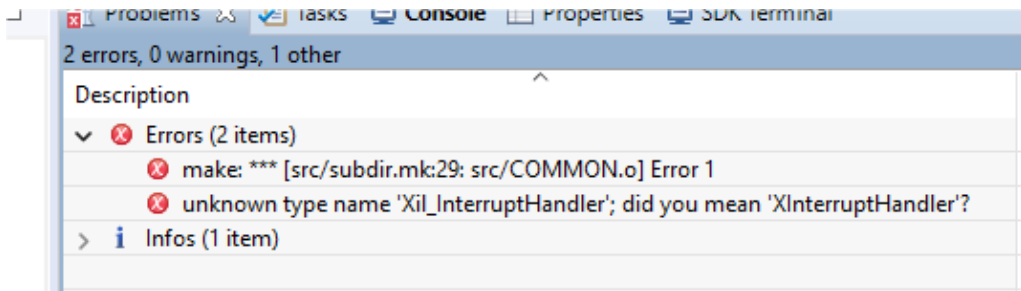 Problems Tasks Console Properties SDK Terminal
2 errors, 0 warnings, 1 other
Description
Errors (2 items)
make: *** [src/subdir.mk:29: src/COMMON.o] Error 1
unknown type name 'Xil_InterruptHandler'; did you mean 'XInterruptHandler'?
Infos (1 item)